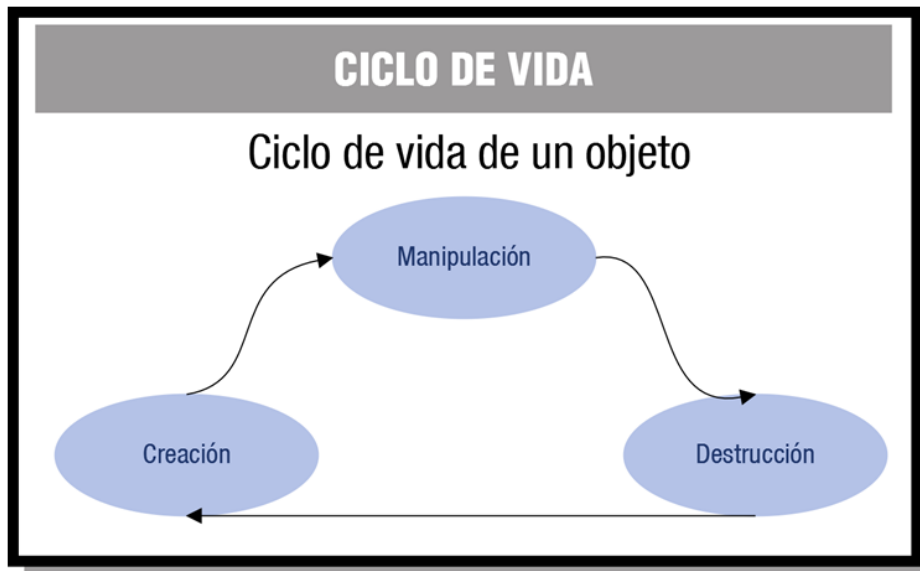 CICLO DE VIDA
Ciclo de vida de un objeto
Manipulación
Creación
Destrucción